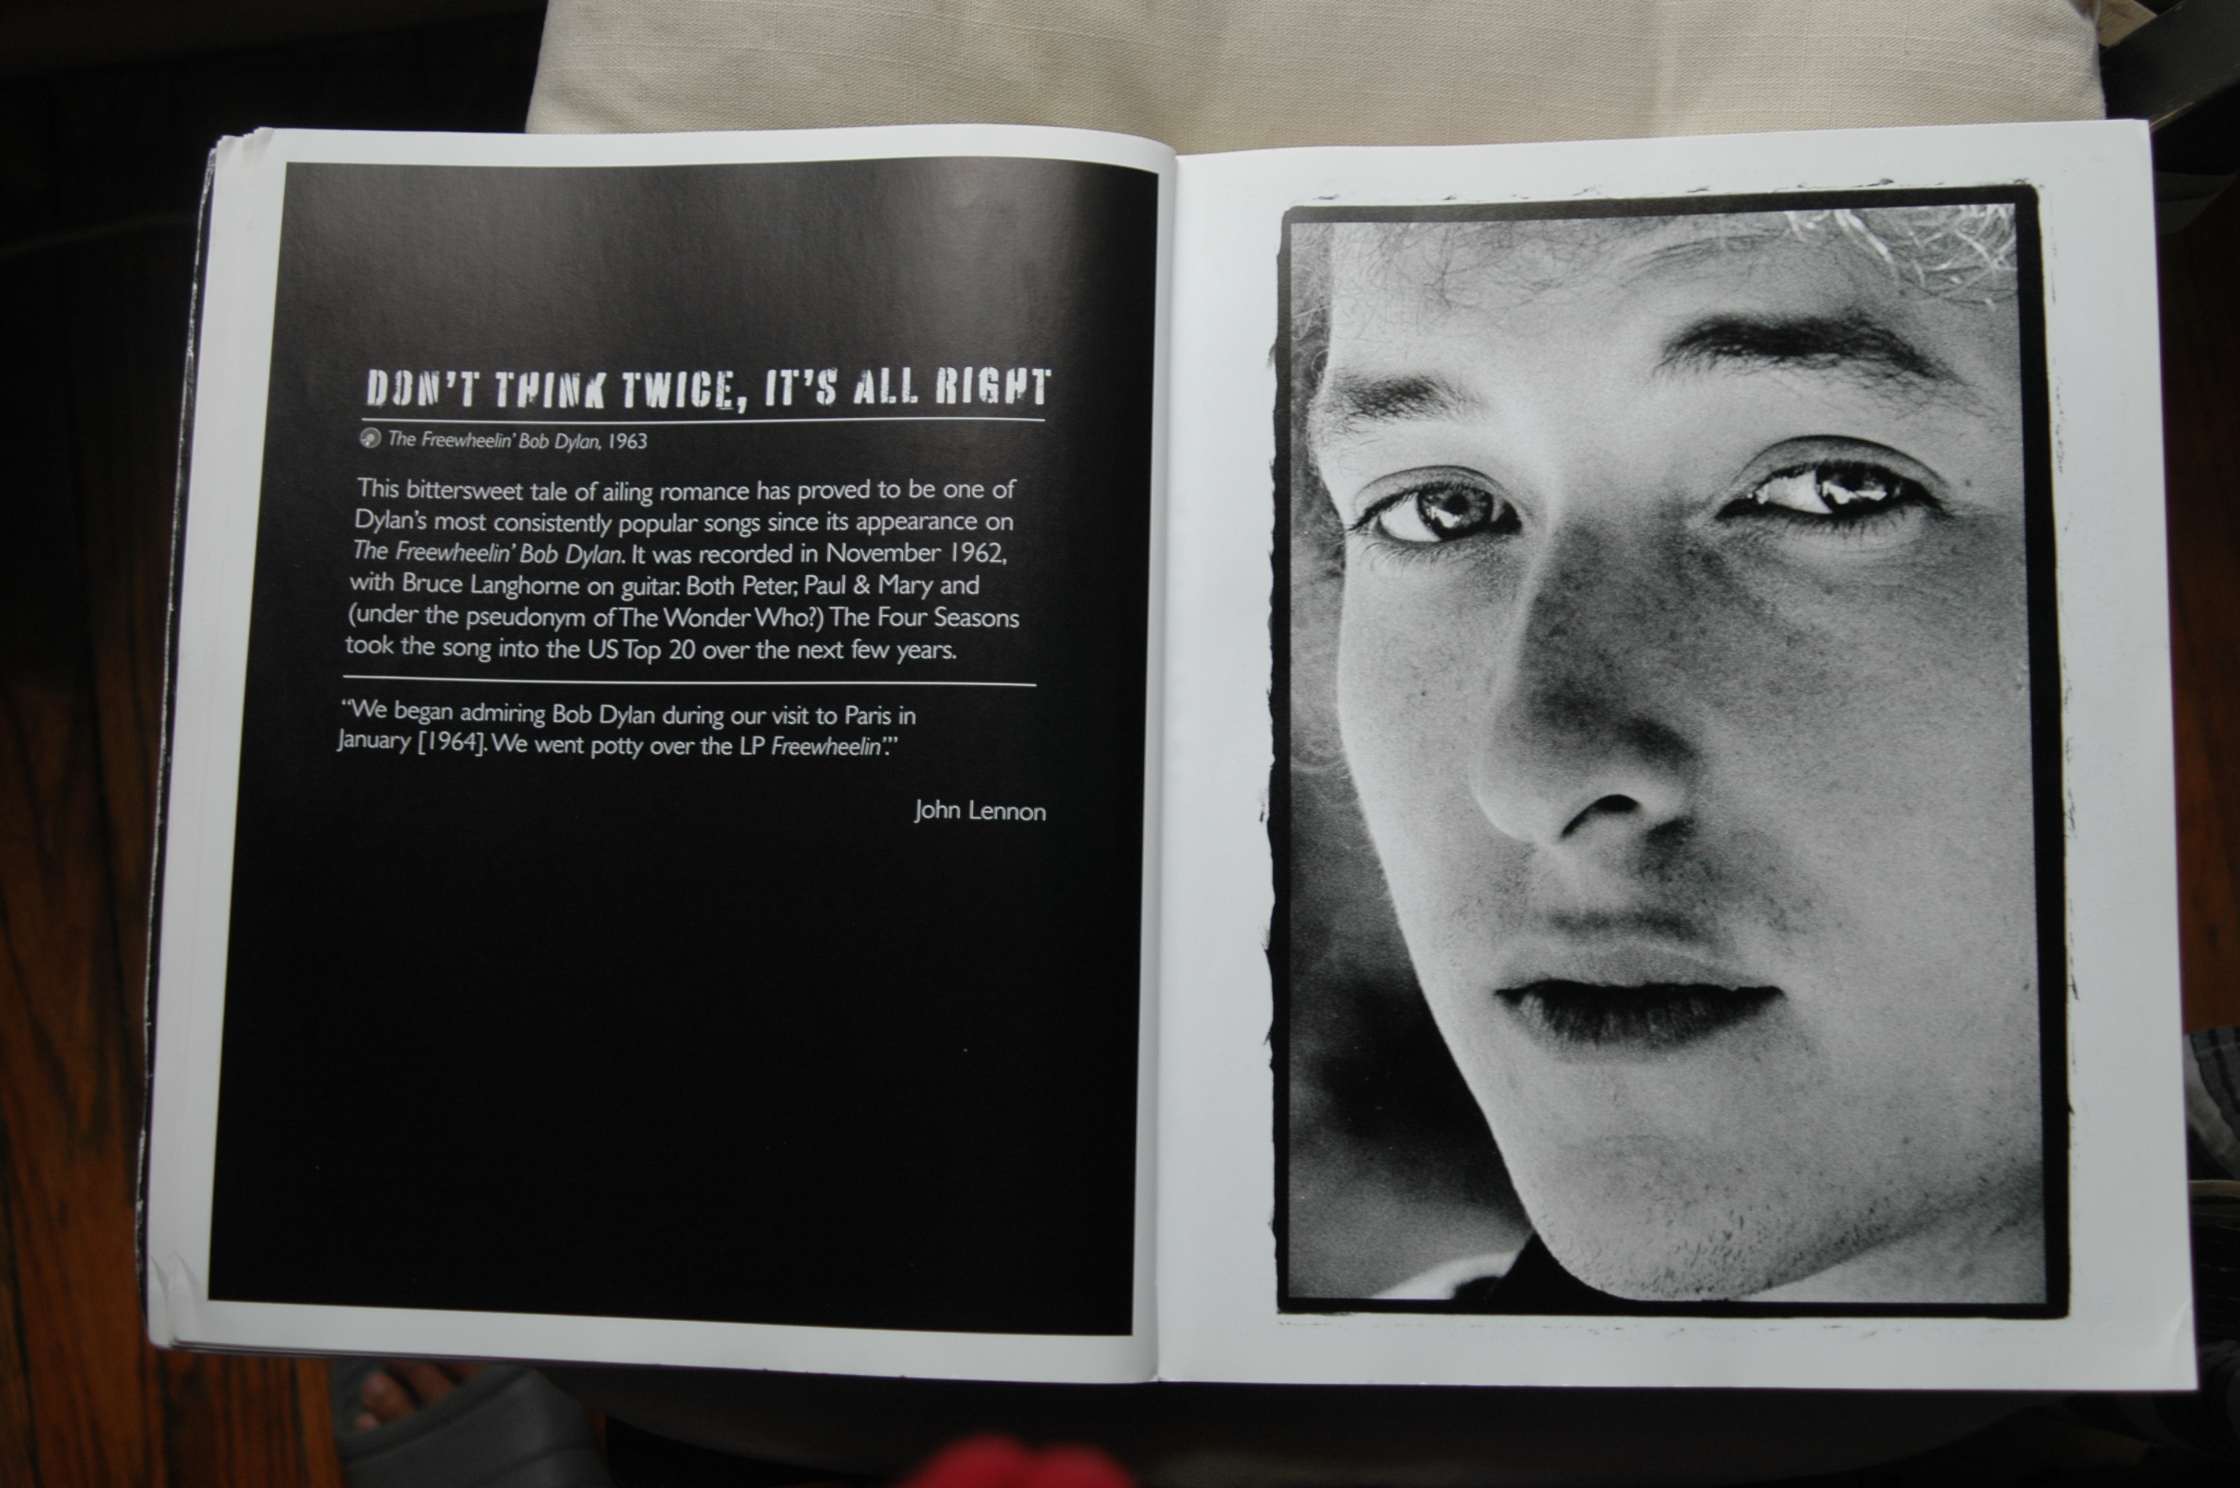 DON'T THINK TWICE, IT'S ALL RIGHT
The Freewheelin' Bob Dylan, 1963
This bittersweet tale of ailing romance has proved to be one of
Dylan's most consistently popular songs since its appearance on
The Freewheelin' Bob Dylan. It was recorded in November 1962,
with Bruce Langhorne on guitar. Both Peter, Paul & Mary and
(under the pseudonym of The Wonder Who?) The Four Seasons
took the song into the US Top 20 over the next few years.
“We began admiring Bob Dylan during our visit to Paris in
January [1964]. We went potty over the LP Freewheelin'.”
John Lennon